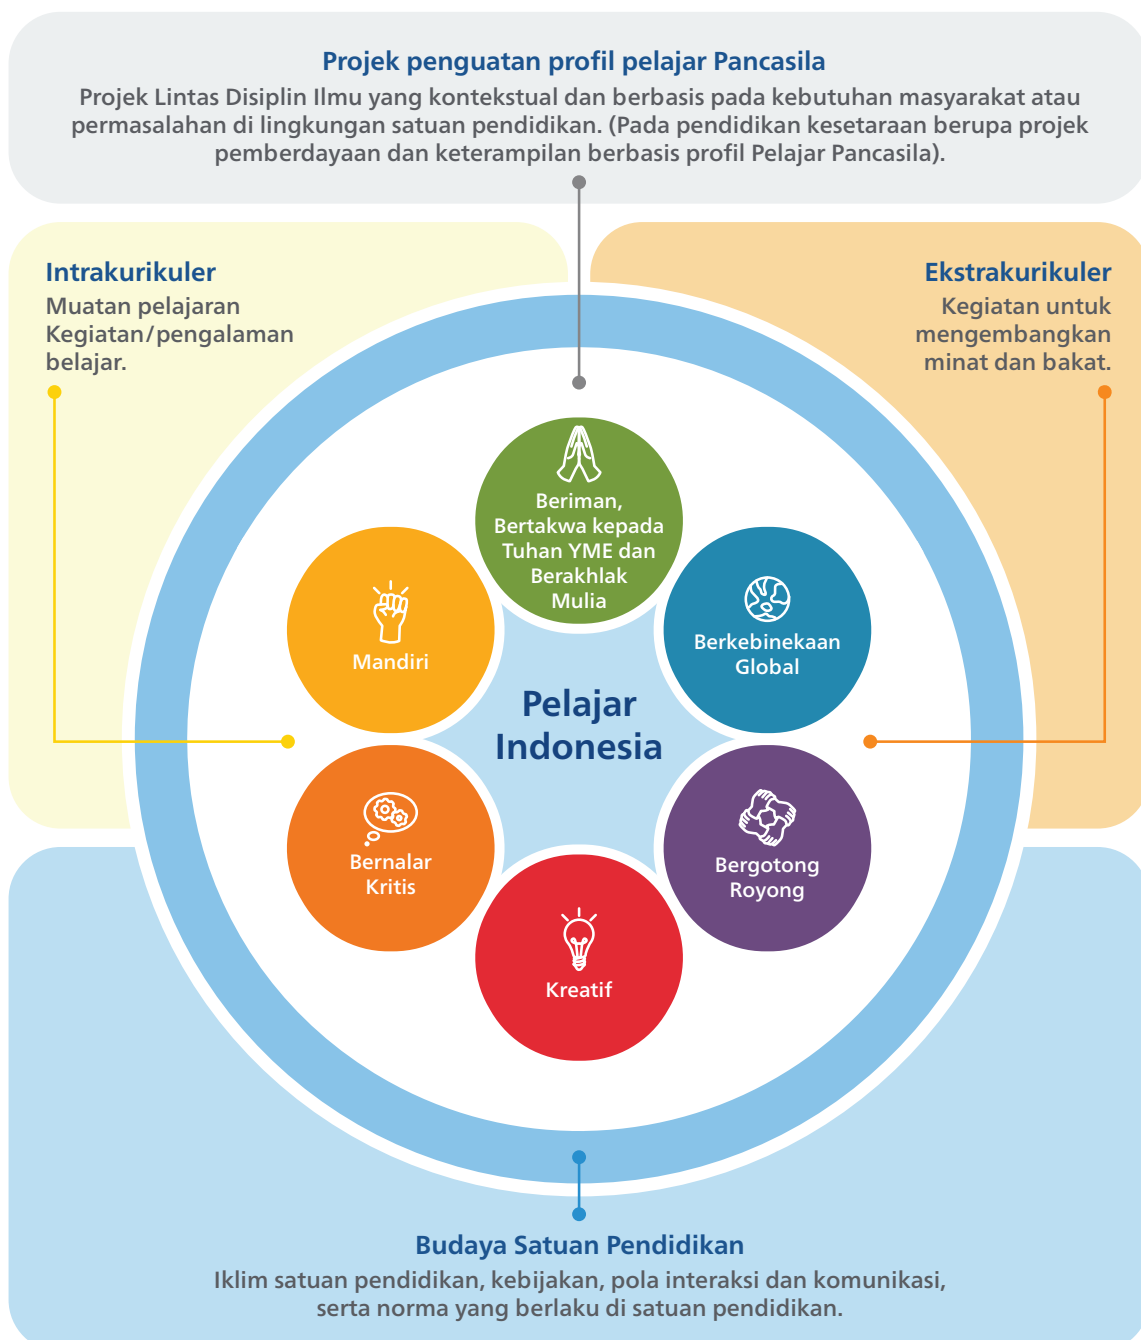 Projek penguatan profil pelajar Pancasila
Projek Lintas Disiplin Ilmu yang kontekstual dan berbasis pada kebutuhan masyarakat atau
permasalahan di lingkungan satuan pendidikan. (Pada pendidikan kesetaraan berupa projek
pemberdayaan dan keterampilan berbasis profil Pelajar Pancasila).
Intrakurikuler
Muatan pelajaran
Kegiatan/pengalaman
belajar.
Ekstrakurikuler
Kegiatan untuk
mengembangkan
minat dan bakat.
Beriman,
Bertakwa kepada
Tuhan YME dan
Berakhlak
Mulia
Mandiri
Berkebinekaan
Global
Pelajar
Indonesia
Bernalar
Kritis
Bergotong
Royong
Kreatif
Budaya Satuan Pendidikan
Iklim satuan pendidikan, kebijakan, pola interaksi dan komunikasi,
serta norma yang berlaku di satuan pendidikan.